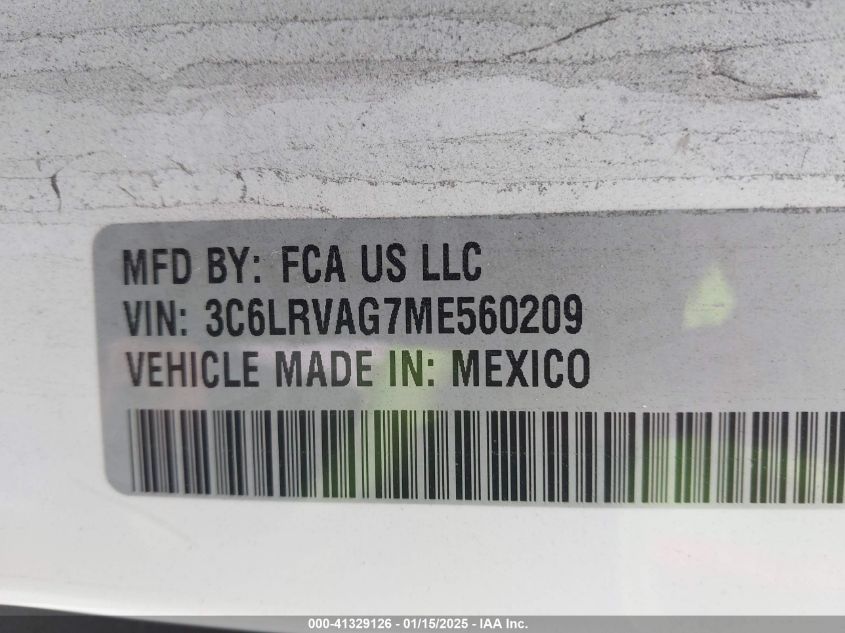 MFD BY: FCA US LLC
VIN: 3C6LRVAG7ME560209
VEHICLE MADE IN: MEXICO
000-41329126 - 01/15/2025 - IAA Inc.